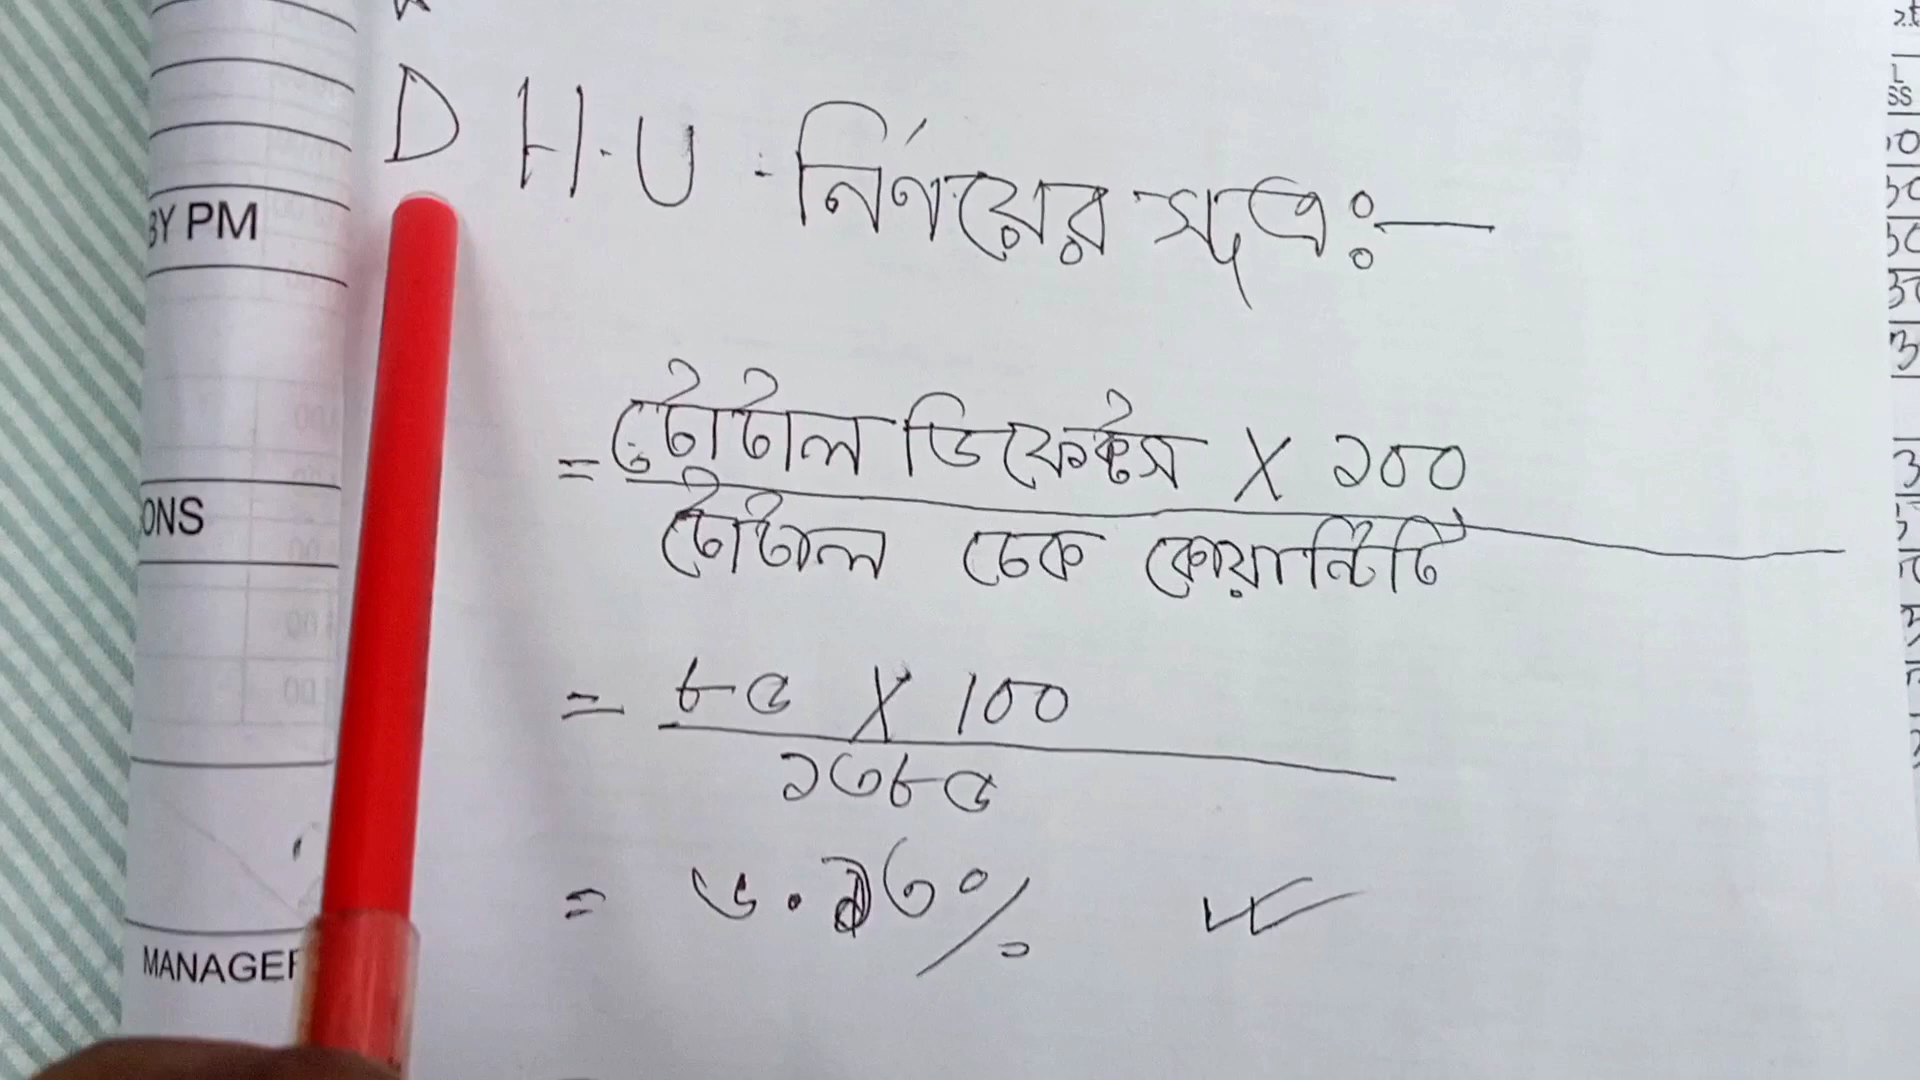 D H.U. নির্ণয়ের সূত্র:—
= টোটাল ডিফেক্টস X ১০০
টোটাল চেক কোয়ান্টিটি
= ৮৫ X 100
১৩৮৫
= ৬.১৩%
BY PM
ONS
MANAGER